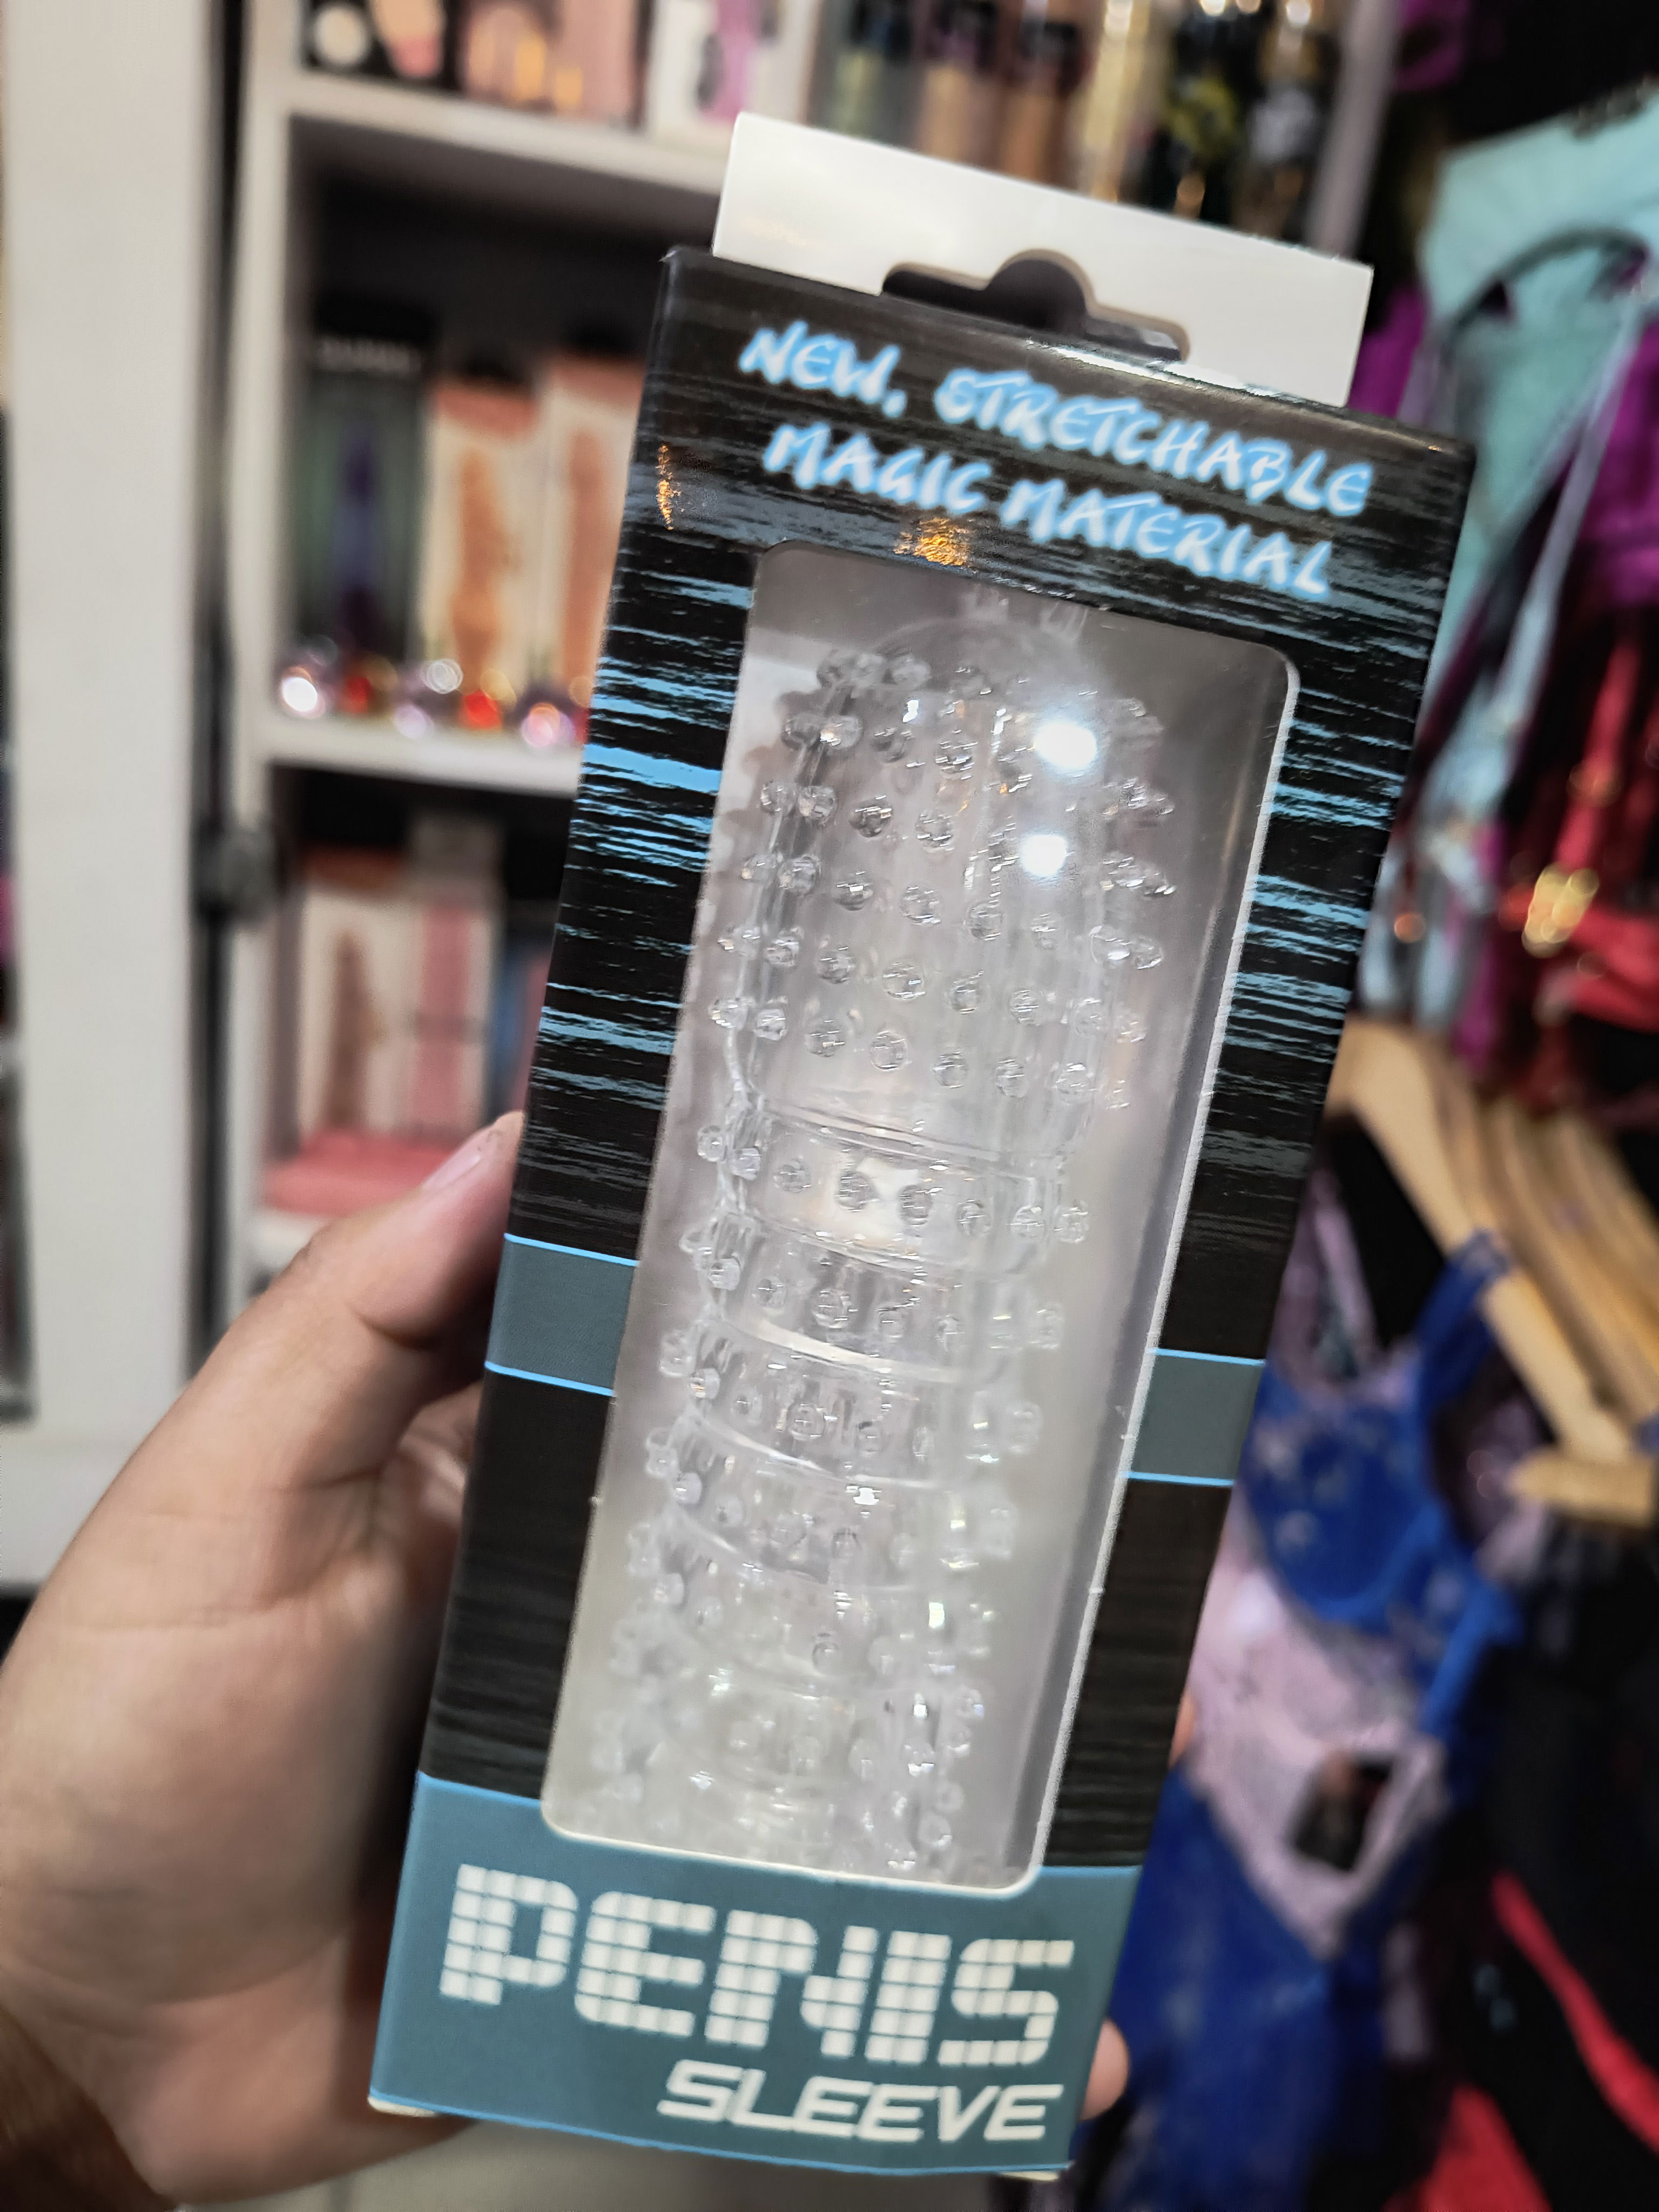 NEW, STRETCHABLE
MAGIC MATERIAL
PENIS
SLEEVE